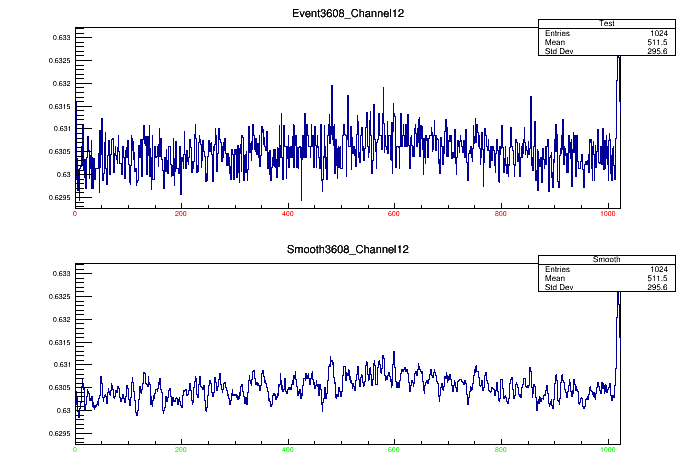 Event3608_Channel12
Test
Entries 1024
Mean 511.5
Std Dev 295.6
0.633
0.6325
0.632
0.6315
0.631
0.6305
0.63
0.6295
0 200 400 600 800 1000
Smooth3608_Channel12
Smooth
Entries 1024
Mean 511.5
Std Dev 295.6
0.633
0.6325
0.632
0.6315
0.631
0.6305
0.63
0.6295
0 200 400 600 800 1000